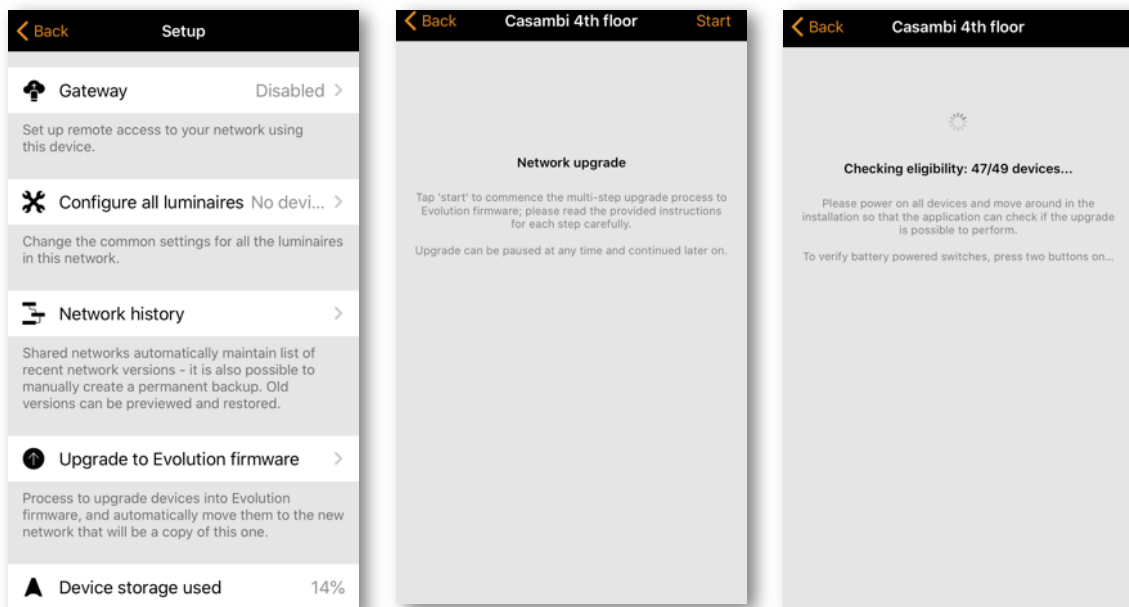 Back
Setup
Gateway
Disabled
Set up remote access to your network using
this device.
Configure all luminaires No devi...
Change the common settings for all the luminaires
in this network.
Network history
Shared networks automatically maintain list of
recent network versions - it is also possible to
manually create a permanent backup. Old
versions can be previewed and restored.
Upgrade to Evolution firmware
Process to upgrade devices into Evolution
firmware, and automatically move them to the new
network that will be a copy of this one.
Device storage used
14%
Back
Casambi 4th floor
Start
Network upgrade
Tap 'start' to commence the multi-step upgrade process to
Evolution firmware; please read the provided instructions
for each step carefully.
Upgrade can be paused at any time and continued later on.
Back
Casambi 4th floor
Checking eligibility: 47/49 devices...
Please power on all devices and move around in the
installation so that the application can check if the upgrade
is possible to perform.
To verify battery powered switches, press two buttons on...